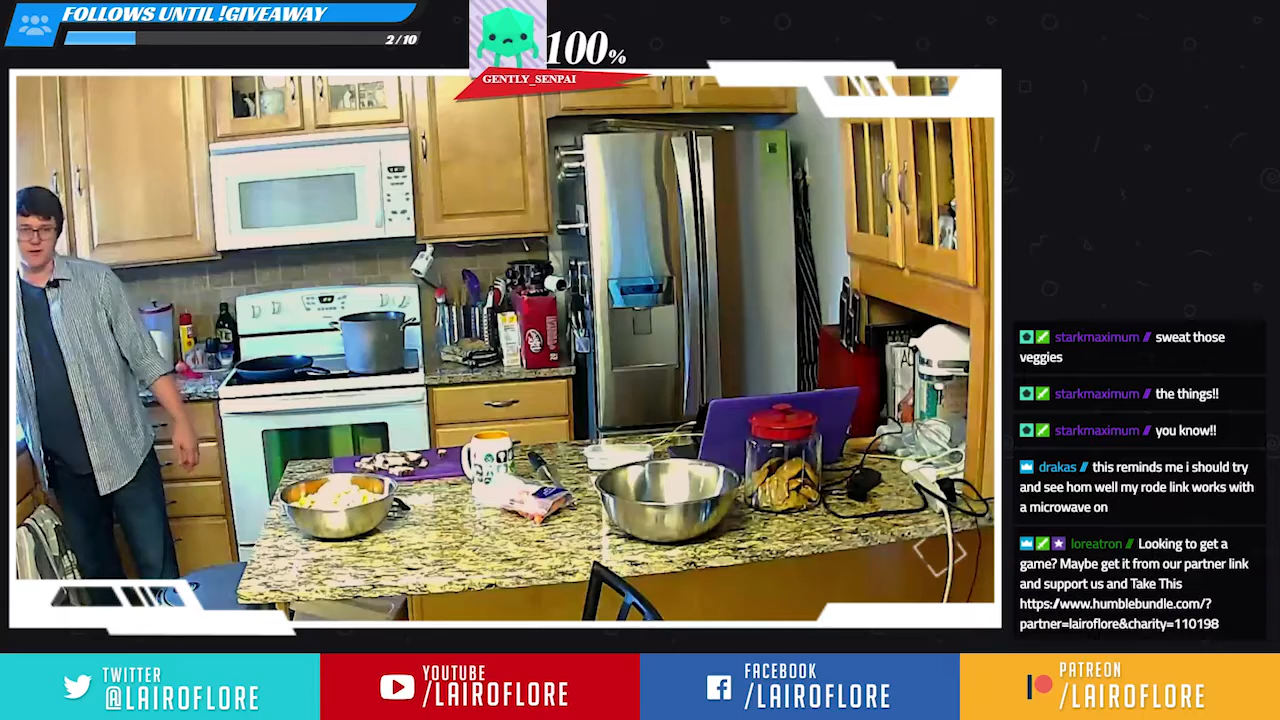 FOLLOWS UNTIL !GIVEAWAY
2 / 10
100%
GENTLY_SENPAI
starkmaximum // sweat those
veggies
starkmaximum // the things!!
starkmaximum // you know!!
drakas // this reminds me i should try
and see hom well my rode link works with
a microwave on
loreatron // Looking to get a
game? Maybe get it from our partner link
and support us and Take This
https://www.humblebundle.com/?
partner=lairoflore&charity=110198
TWITTER
@LAIROFLORE
YOUTUBE
/LAIROFLORE
FACEBOOK
/LAIROFLORE
PATREON
/LAIROFLORE